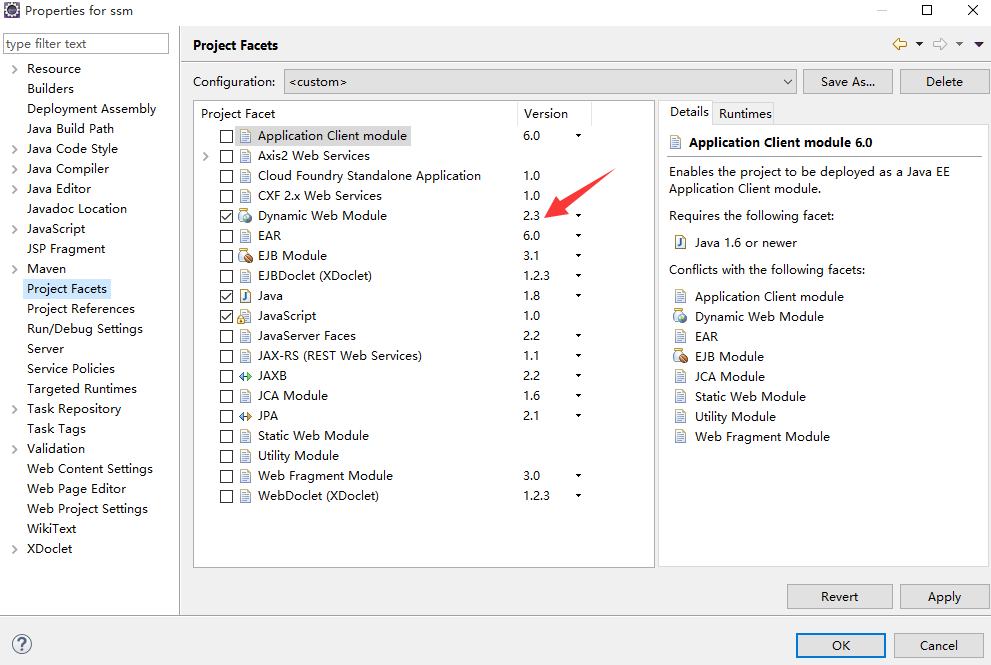 Properties for ssm
type filter text
Resource
Builders
Deployment Assembly
Java Build Path
Java Code Style
Java Compiler
Java Editor
Javadoc Location
JavaScript
JSP Fragment
Maven
Project Facets
Project References
Run/Debug Settings
Server
Service Policies
Targeted Runtimes
Task Repository
Task Tags
Validation
Web Content Settings
Web Page Editor
Web Project Settings
WikiText
XDoclet
Project Facets
Configuration: <custom> Save As... Delete
Project Facet Version
Application Client module 6.0
Axis2 Web Services
Cloud Foundry Standalone Application 1.0
CXF 2.x Web Services 1.0
Dynamic Web Module 2.3
EAR 6.0
EJB Module 3.1
EJBDoclet (XDoclet) 1.2.3
Java 1.8
JavaScript 1.0
JavaServer Faces 2.2
JAX-RS (REST Web Services) 1.1
JAXB 2.2
JCA Module 1.6
JPA 2.1
Static Web Module
Utility Module
Web Fragment Module 3.0
WebDoclet (XDoclet) 1.2.3
Details Runtimes
Application Client module 6.0
Enables the project to be deployed as a Java EE
Application Client module.
Requires the following facet:
Java 1.6 or newer
Conflicts with the following facets:
Application Client module
Dynamic Web Module
EAR
EJB Module
JCA Module
Static Web Module
Utility Module
Web Fragment Module
Revert Apply
? OK Cancel